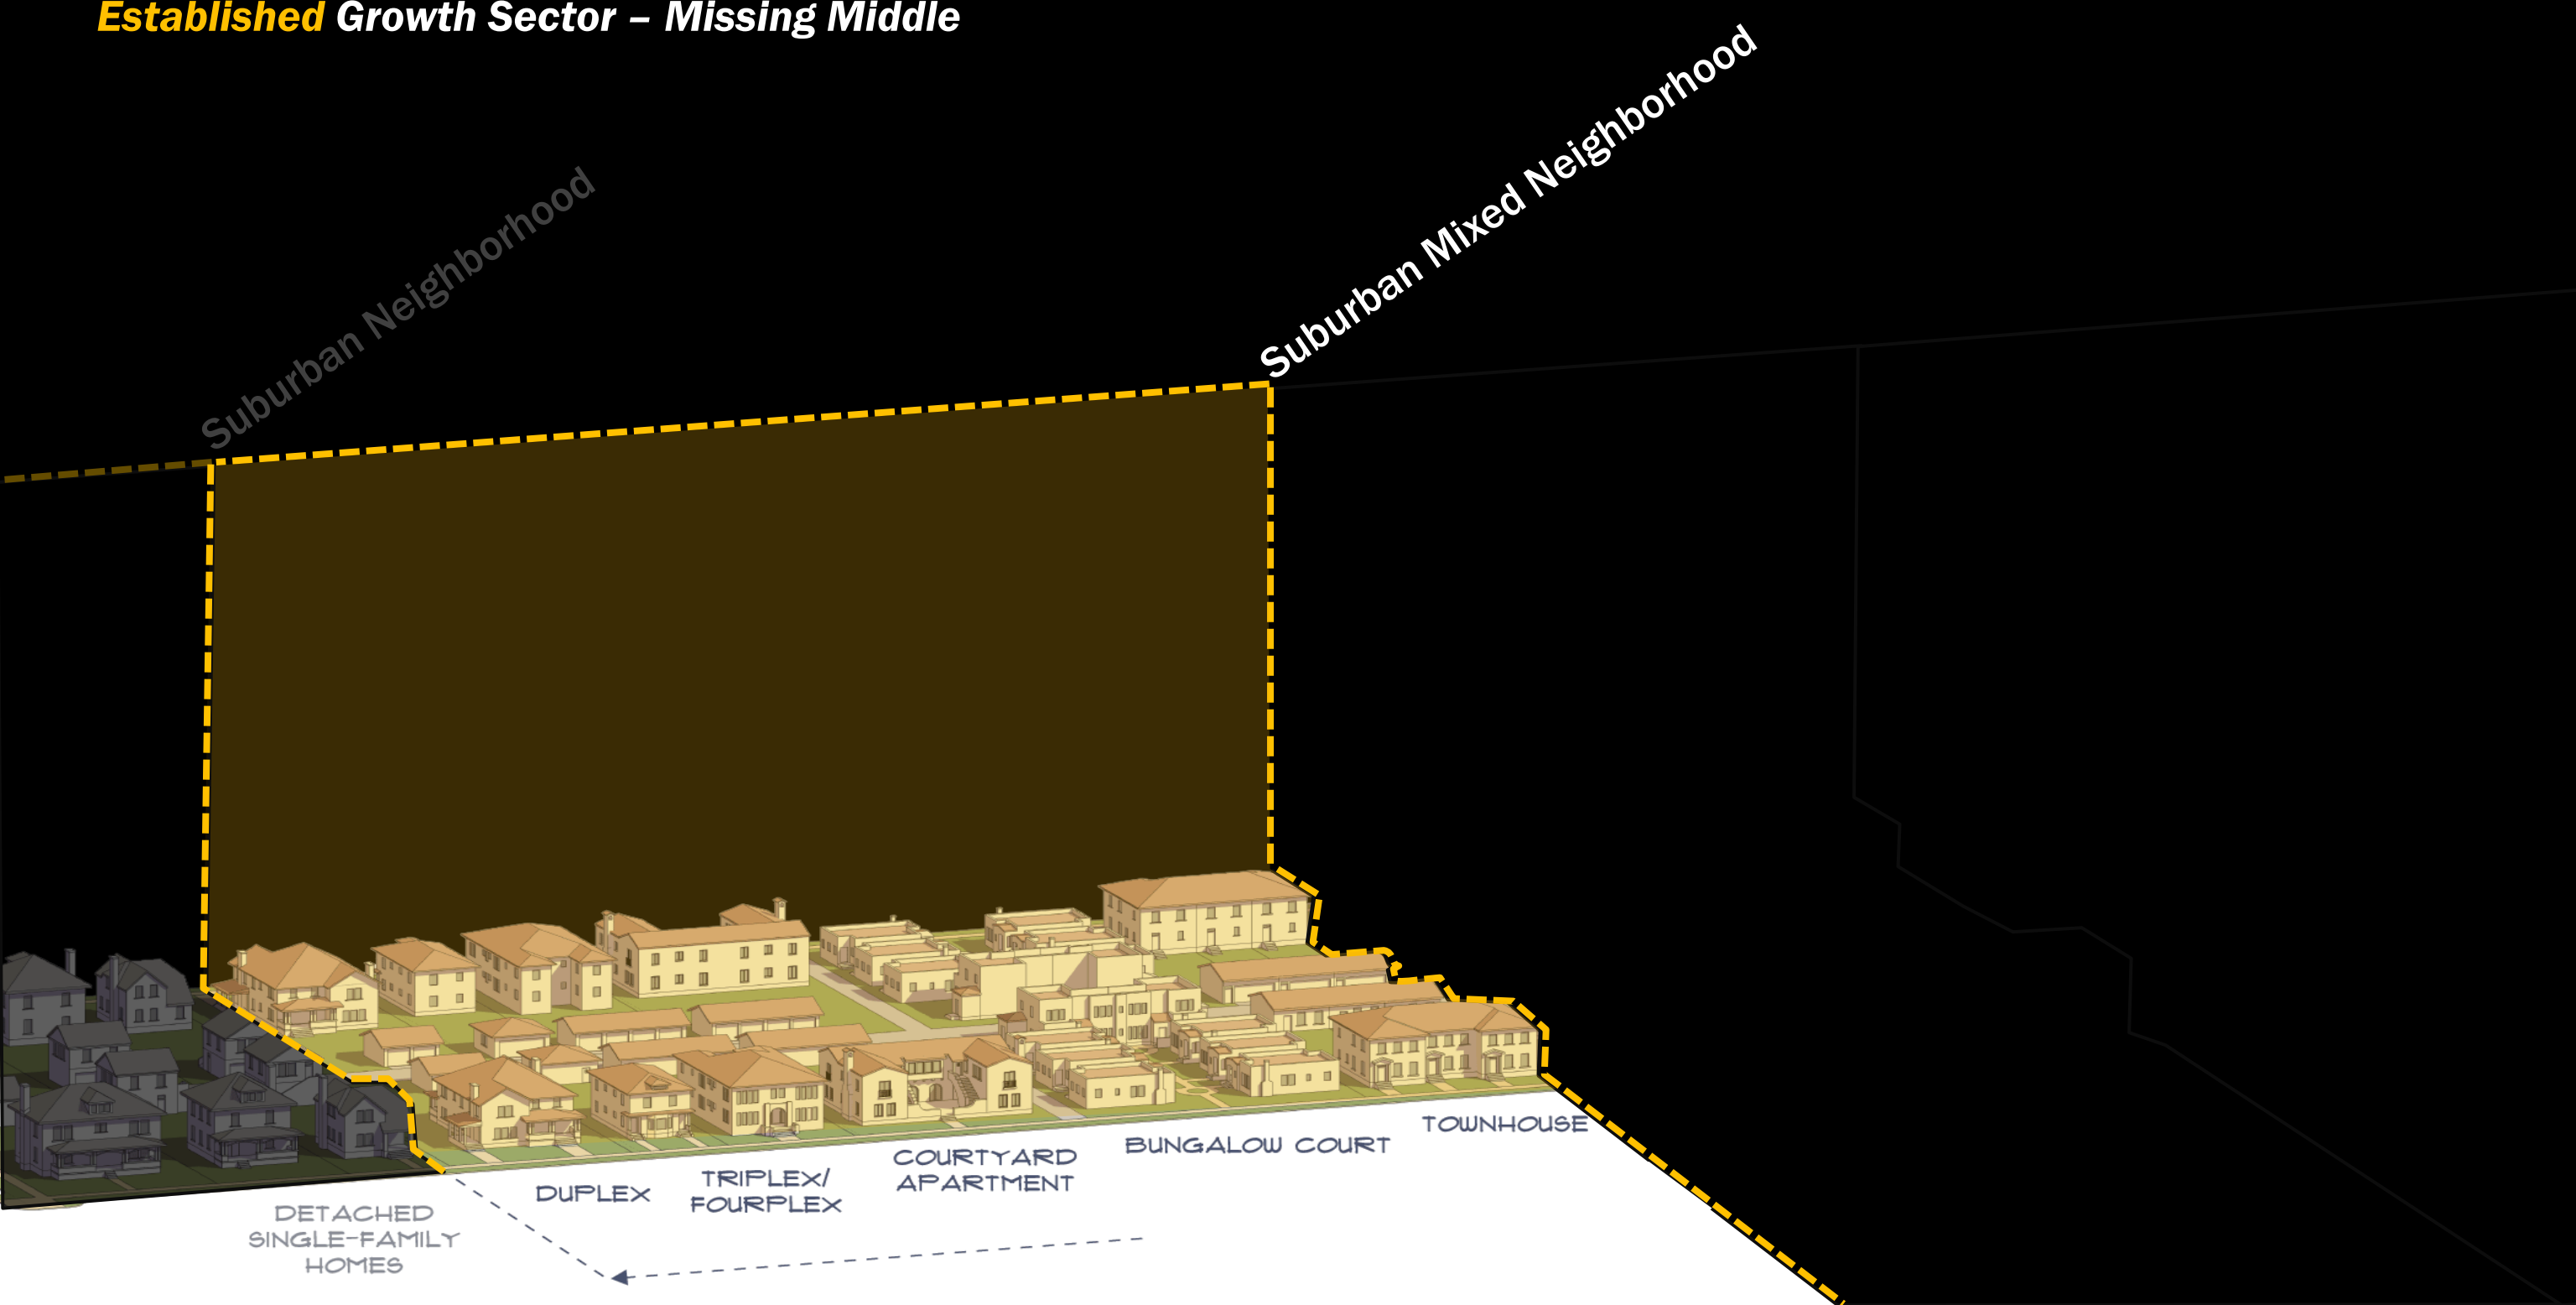 Established Growth Sector – Missing Middle
Suburban Neighborhood
Suburban Mixed Neighborhood
DETACHED
SINGLE-FAMILY
HOMES
DUPLEX
TRIPLEX/
FOURPLEX
COURTYARD
APARTMENT
BUNGALOW COURT
TOWNHOUSE